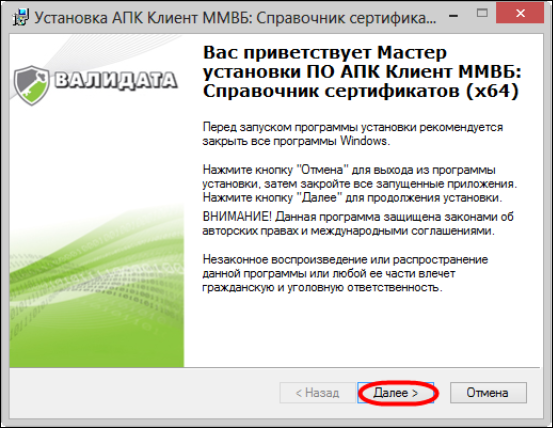 Установка АПК Клиент ММВБ: Справочник сертифика...
ВАЛИДАТА
Вас приветствует Мастер
установки ПО АПК Клиент ММВБ:
Справочник сертификатов (x64)
Перед запуском программы установки рекомендуется
закрыть все программы Windows.
Нажмите кнопку "Отмена" для выхода из программы
установки, затем закройте все запущенные приложения.
Нажмите кнопку "Далее" для продолжения установки.
ВНИМАНИЕ! Данная программа защищена законами об
авторских правах и международными соглашениями.
Незаконное воспроизведение или распространение
данной программы или любой ее части влечет
гражданскую и уголовную ответственность.
< Назад
Далее >
Отмена